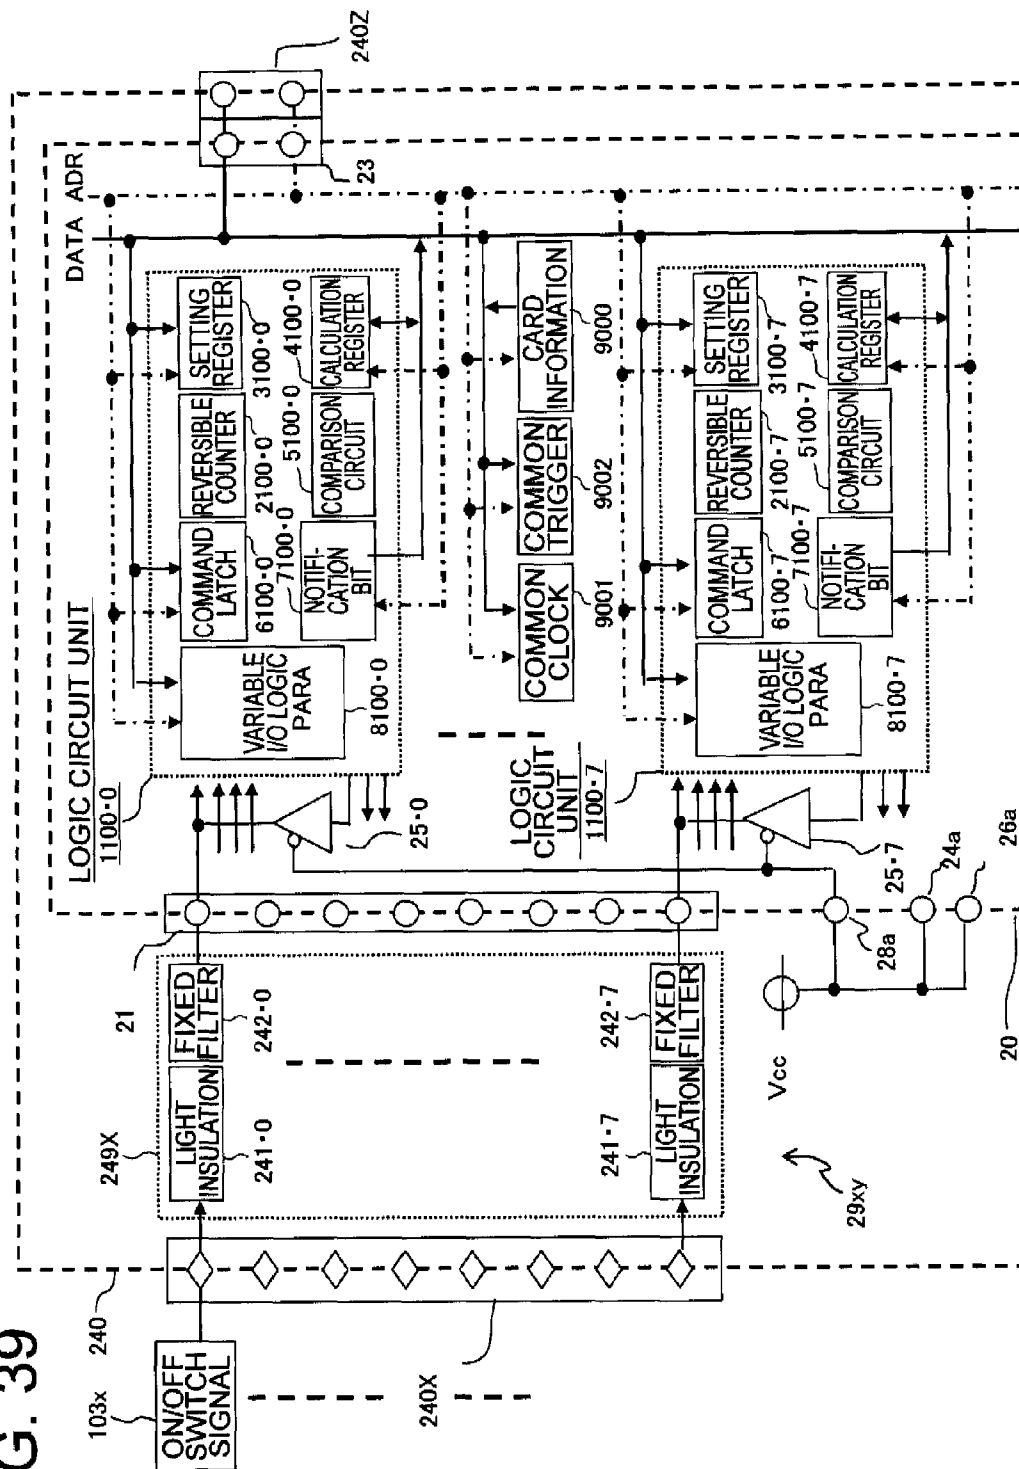 G. 39
240
103x
ON/OFF
SWITCH
SIGNAL
240X
249X
LIGHT
INSULATION
241·0
FIXED
FILTER
242·0
21
LIGHT
INSULATION
241·7
FIXED
FILTER
242·7
29xy
Vcc
20
28a
24a
26a
25·0
25·7
LOGIC CIRCUIT UNIT
1100·0
VARIABLE
I/O LOGIC
PARA
8100·0
COMMAND
LATCH
6100·0
7100·0
NOTIFI-
CATION
BIT
REVERSIBLE
COUNTER
2100·0
5100·0
COMPARISON
CIRCUIT
SETTING
REGISTER
3100·0
4100·0
CALCULATION
REGISTER
DATA ADR
23
240Z
COMMON
CLOCK
9001
COMMON
TRIGGER
9002
CARD
INFORMATION
9000
LOGIC
CIRCUIT
UNIT
1100·7
VARIABLE
I/O LOGIC
PARA
8100·7
COMMAND
LATCH
6100·7
7100·7
NOTIFI-
CATION
BIT
REVERSIBLE
COUNTER
2100·7
5100·7
COMPARISON
CIRCUIT
SETTING
REGISTER
3100·7
4100·7
CALCULATION
REGISTER